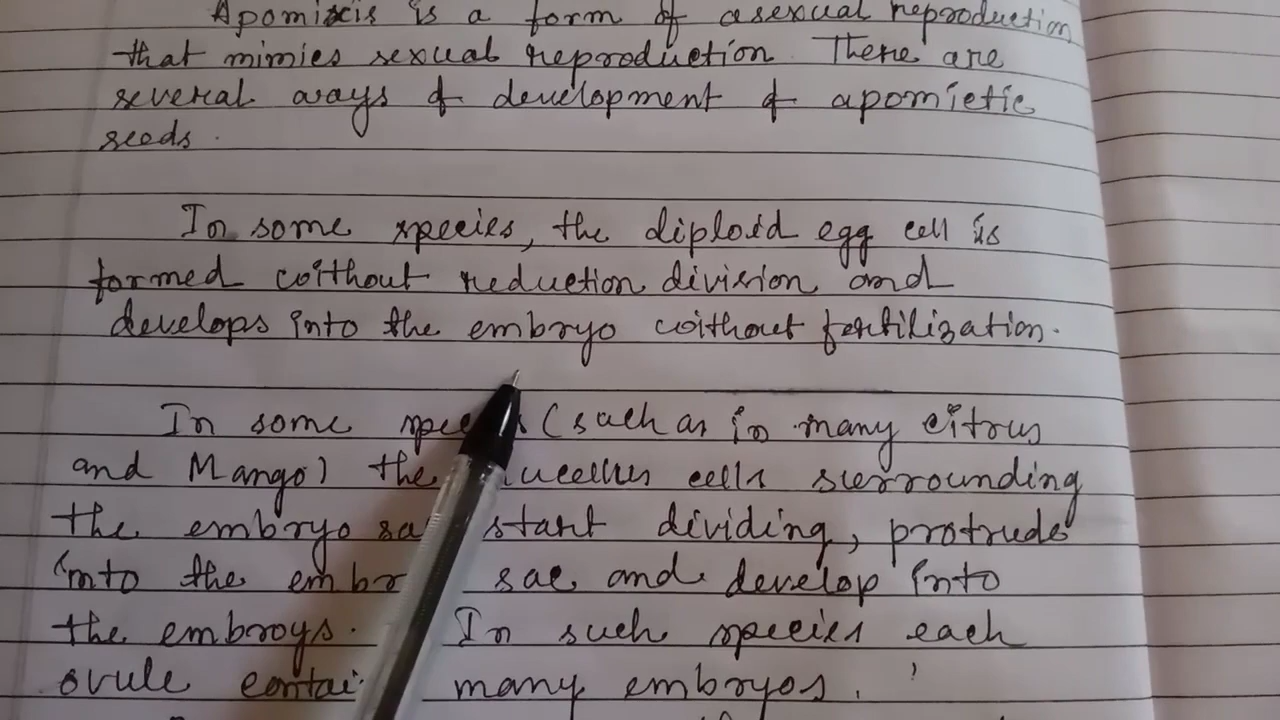 Apomixis is a form of asexual reproduction
that mimies sexual reproduction. There are
several ways of development of apomictic
seeds.
In some species, the diploid egg cell is
formed without reduction division and
develops into the embryo without fertilization.
In some (such as in many citrus
and Mango) the cells surrounding
the embryo start dividing, protrude
into the sac and develop into
the embroys. In such species each
ovule many embryos.